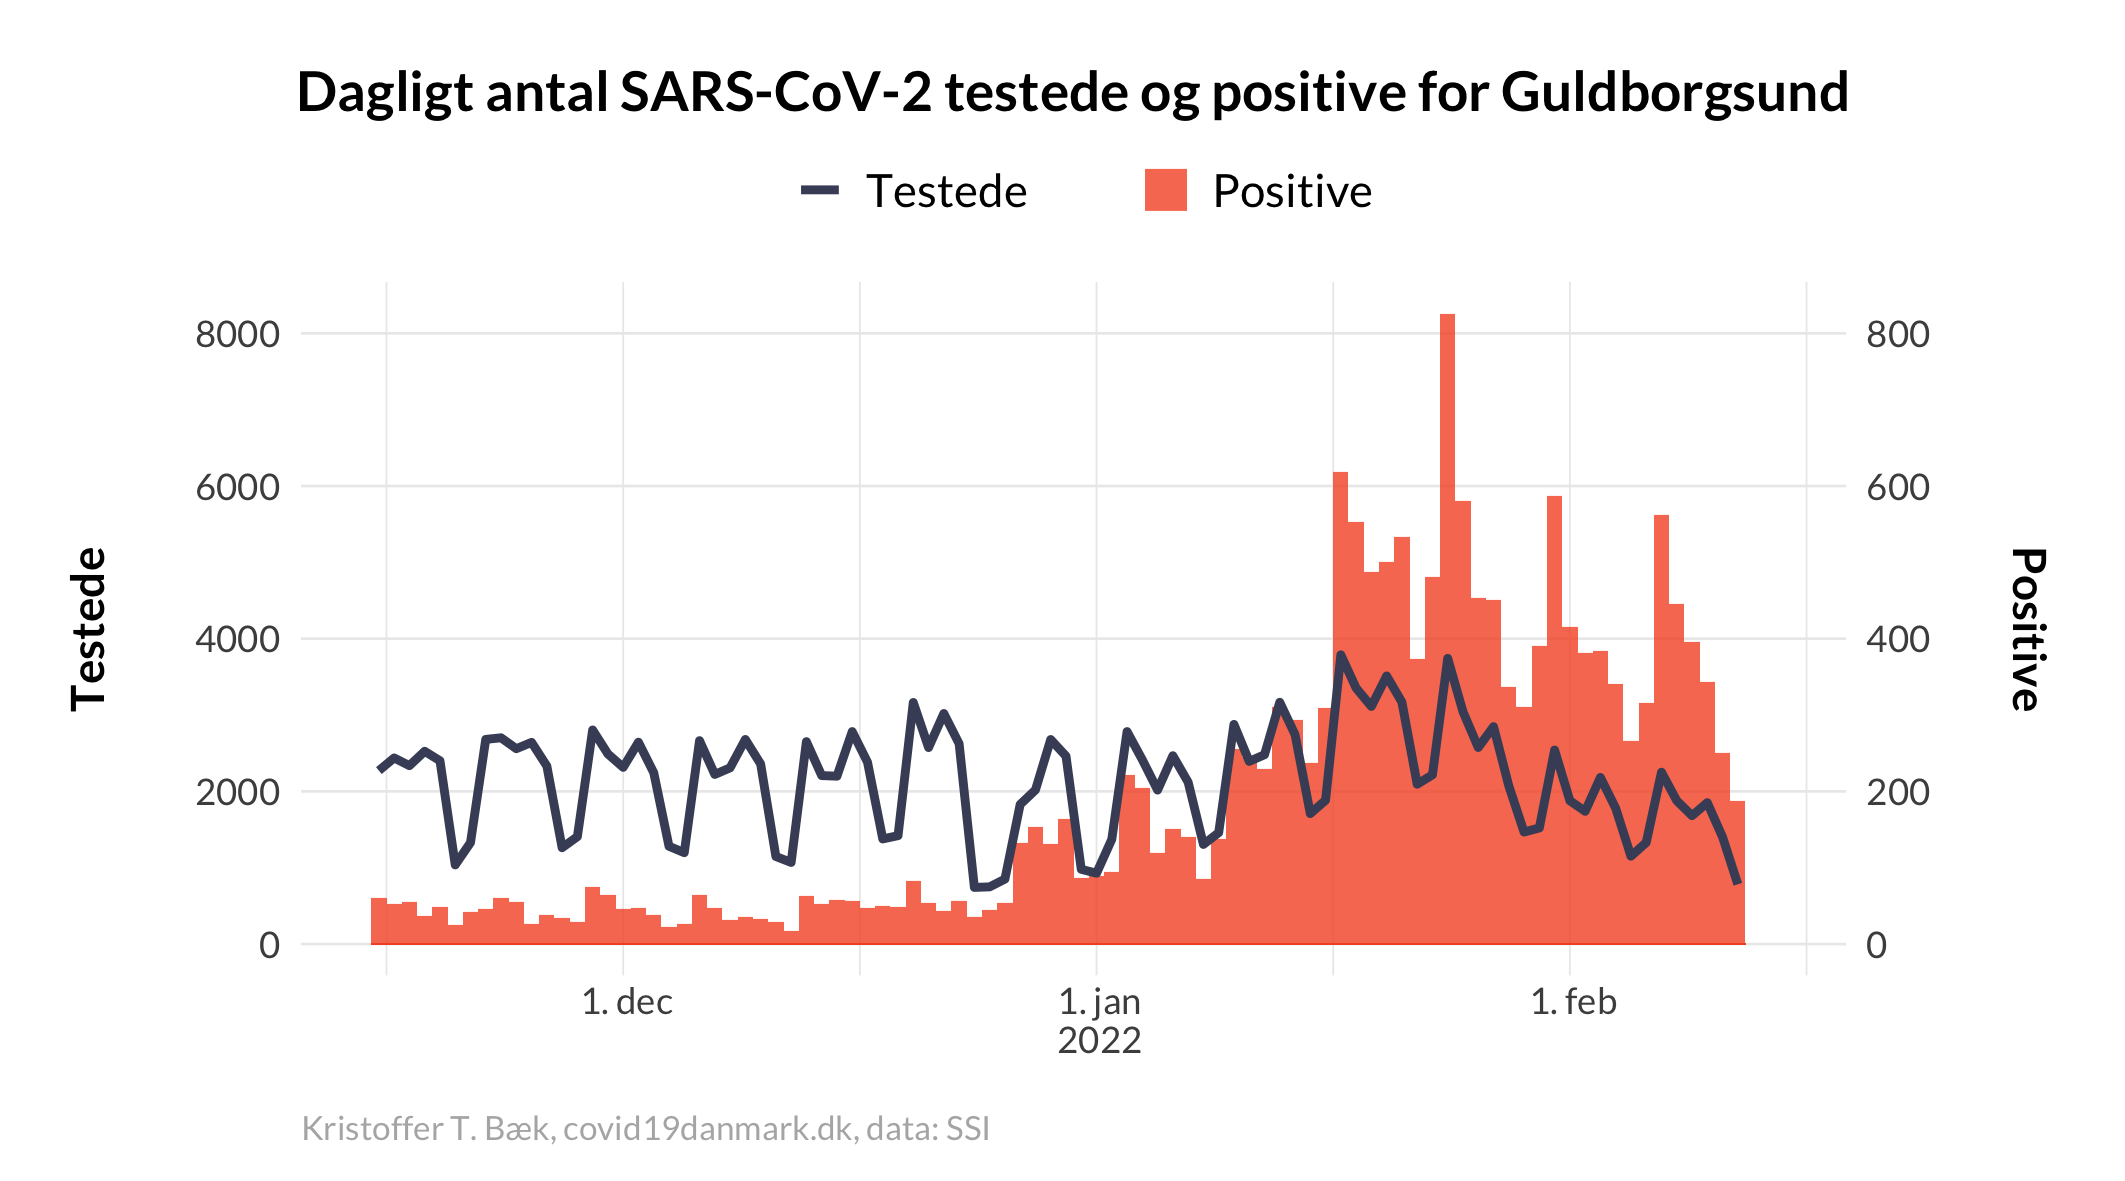 Dagligt antal SARS-CoV-2 testede og positive for Guldborgsund
Testede
Positive
8000
6000
4000
2000
0
800
600
400
200
0
Testede
Positive
1. dec
1. jan
2022
1. feb
Kristoffer T. Bæk, covid19danmark.dk, data: SSI